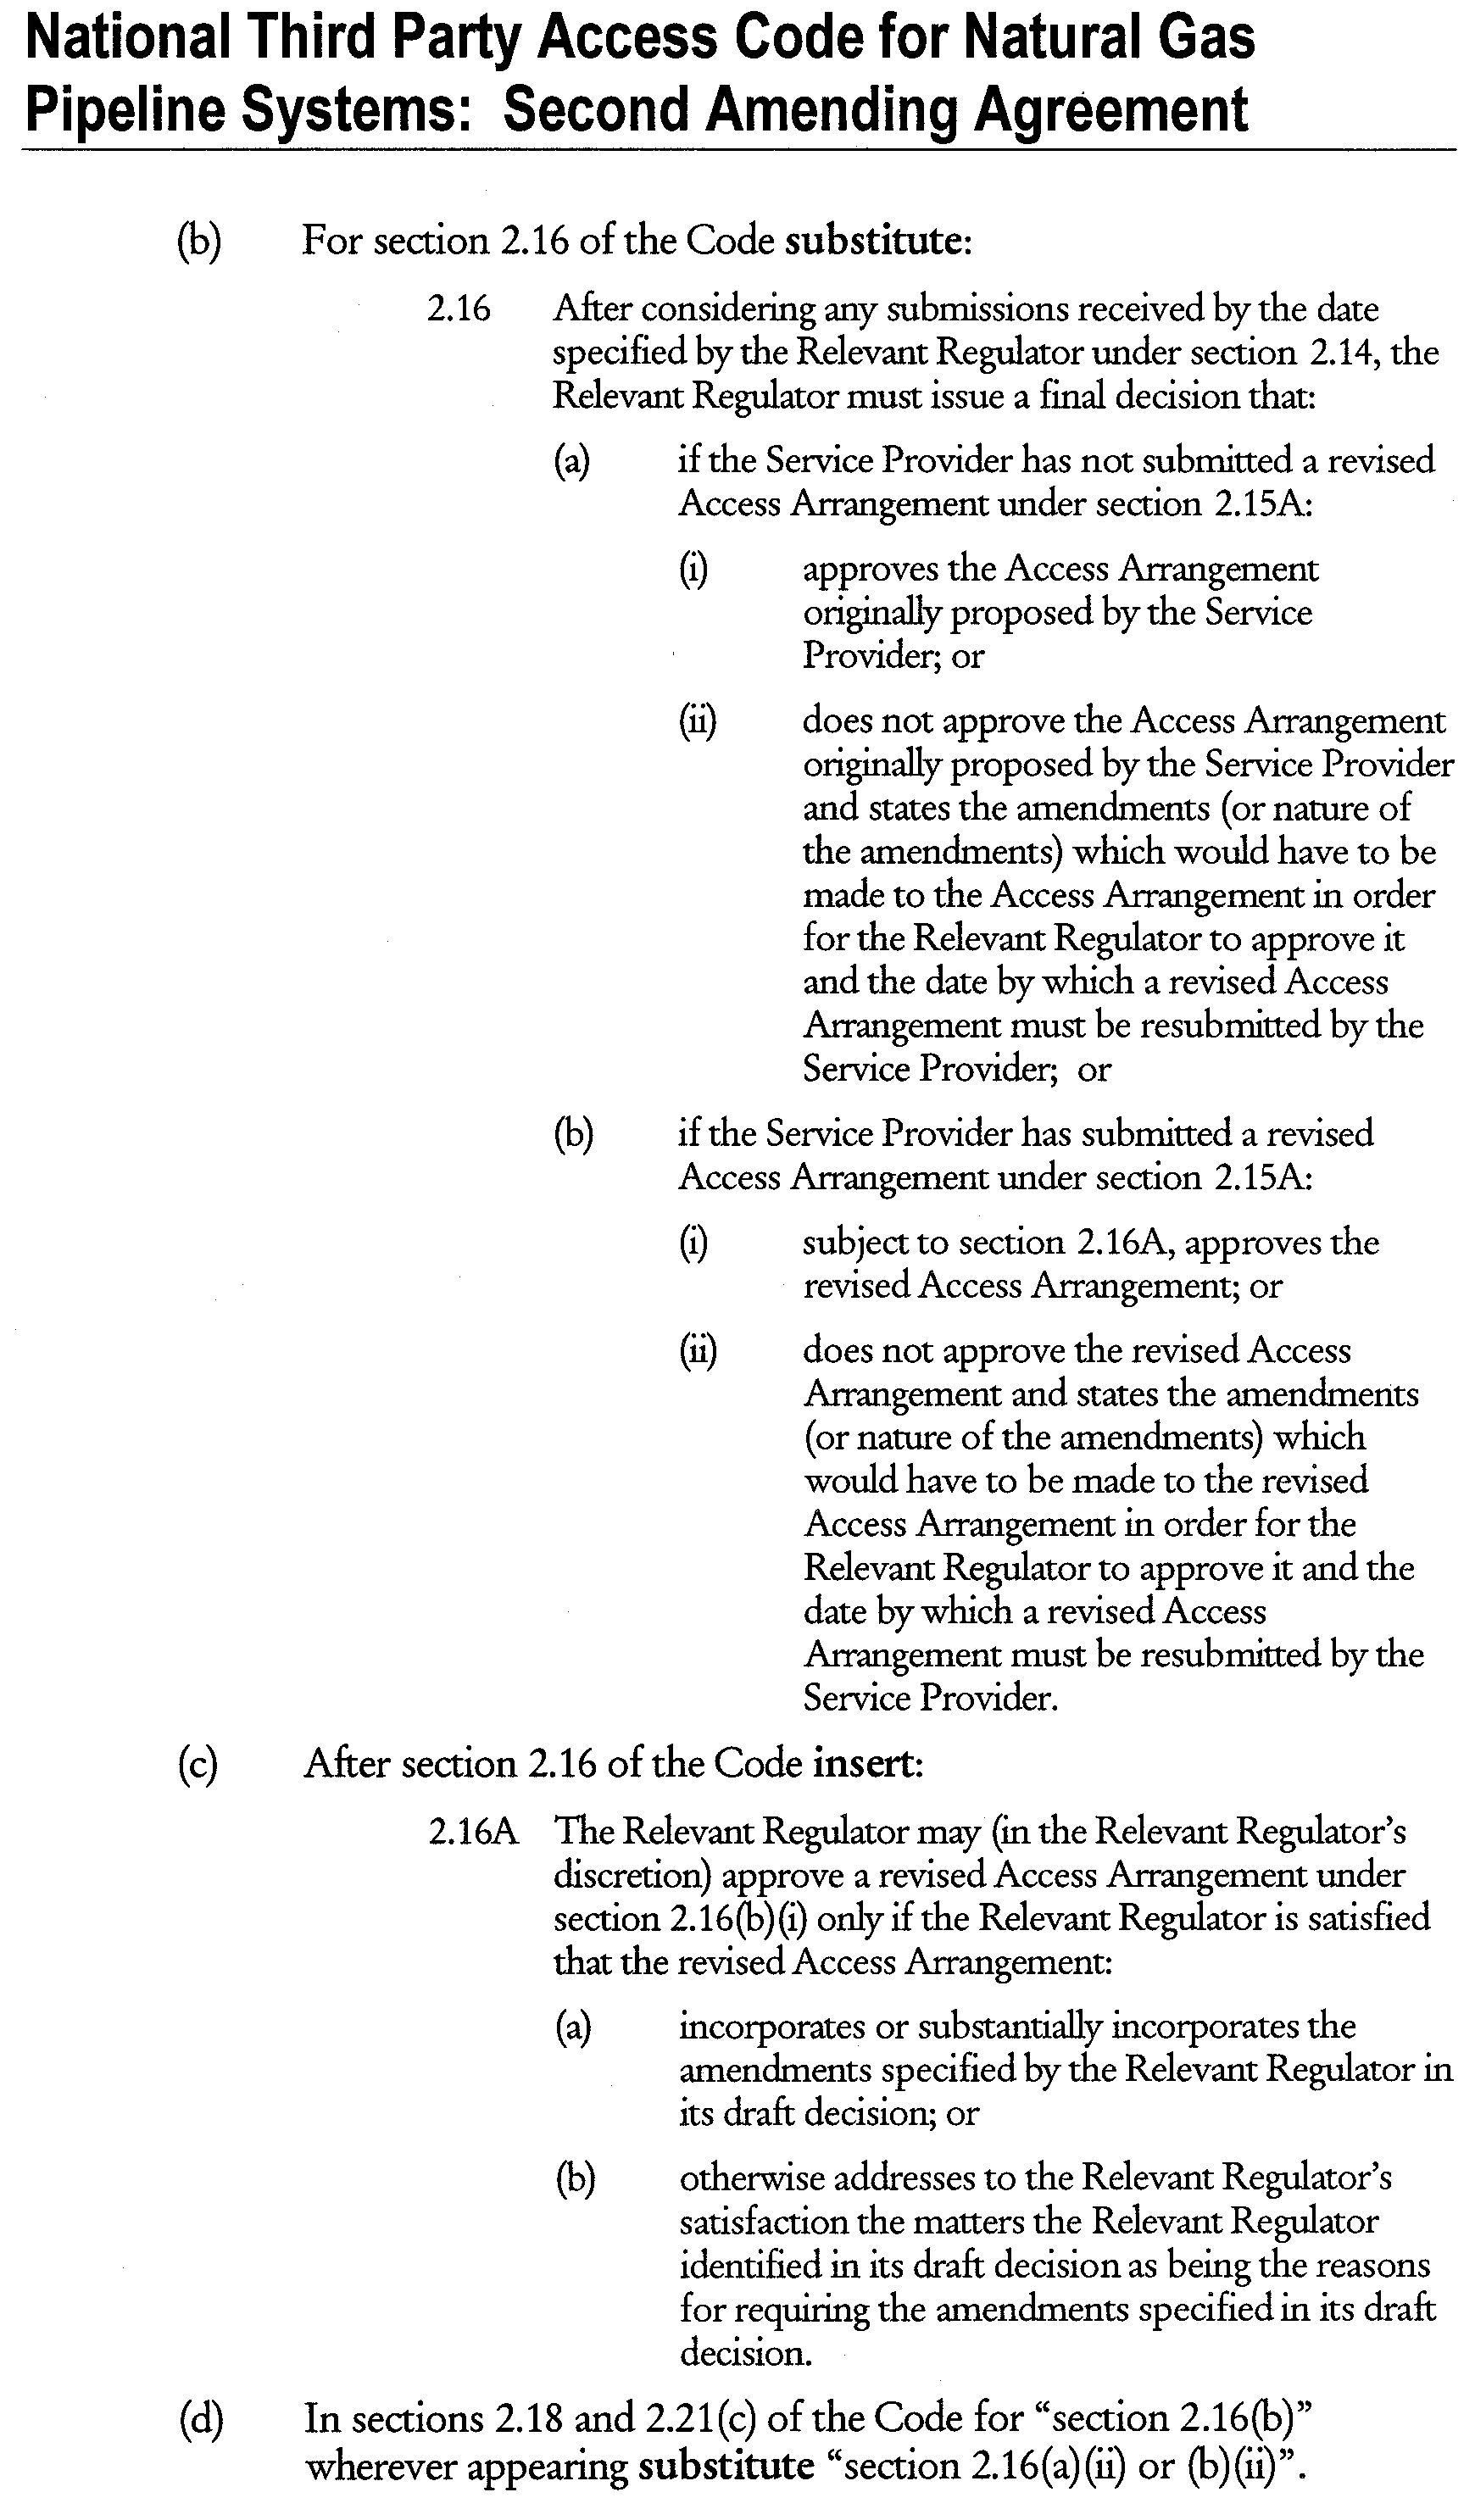 National Third Party Access Code for Natural Gas
Pipeline Systems: Second Amending Agreement
(b) For section 2.16 of the Code substitute:
2.16 After considering any submissions received by the date
specified by the Relevant Regulator under section 2.14, the
Relevant Regulator must issue a final decision that:
(a) if the Service Provider has not submitted a revised
Access Arrangement under section 2.15A:
(i) approves the Access Arrangement
originally proposed by the Service
Provider; or
(ii) does not approve the Access Arrangement
originally proposed by the Service Provider
and states the amendments (or nature of
the amendments) which would have to be
made to the Access Arrangement in order
for the Relevant Regulator to approve it
and the date by which a revised Access
Arrangement must be resubmitted by the
Service Provider; or
(b) if the Service Provider has submitted a revised
Access Arrangement under section 2.15A:
(i) subject to section 2.16A, approves the
revised Access Arrangement; or
(ii) does not approve the revised Access
Arrangement and states the amendments
(or nature of the amendments) which
would have to be made to the revised
Access Arrangement in order for the
Relevant Regulator to approve it and the
date by which a revised Access
Arrangement must be resubmitted by the
Service Provider.
(c) After section 2.16 of the Code insert:
2.16A The Relevant Regulator may (in the Relevant Regulator's
discretion) approve a revised Access Arrangement under
section 2.16(b)(i) only if the Relevant Regulator is satisfied
that the revised Access Arrangement:
(a) incorporates or substantially incorporates the
amendments specified by the Relevant Regulator in
its draft decision; or
(b) otherwise addresses to the Relevant Regulator's
satisfaction the matters the Relevant Regulator
identified in its draft decision as being the reasons
for requiring the amendments specified in its draft
decision.
(d) In sections 2.18 and 2.21(c) of the Code for "section 2.16(b)"
wherever appearing substitute "section 2.16(a)(ii) or (b)(ii)".